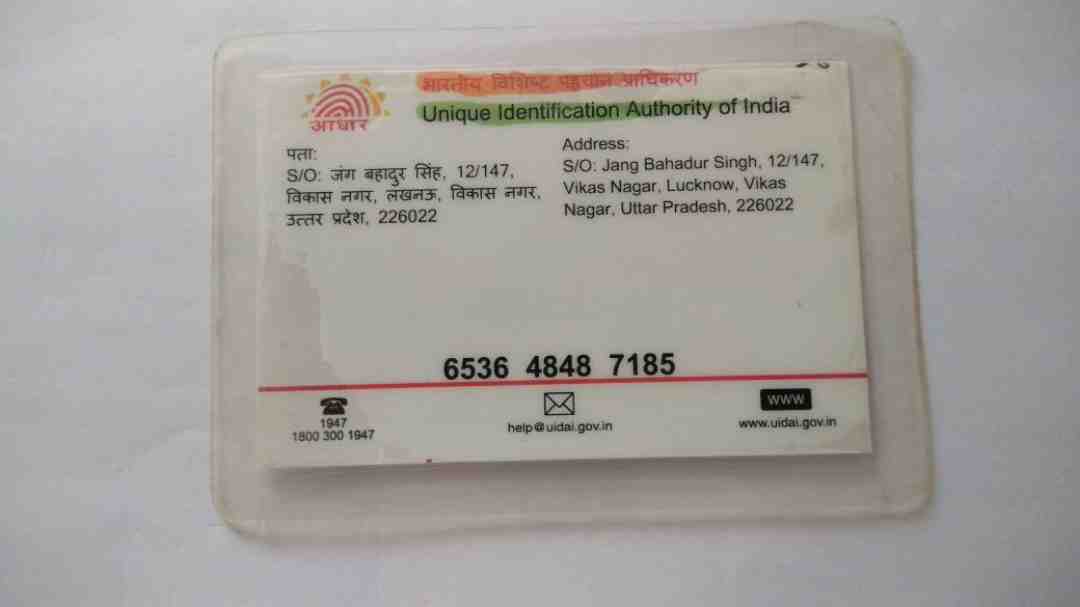 भारतीय विशिष्ट पहचान प्राधिकरण
Unique Identification Authority of India
आधार
पता:
S/O: जंग बहादुर सिंह, 12/147,
विकास नगर, लखनऊ, विकास नगर,
उत्तर प्रदेश, 226022
Address:
S/O: Jang Bahadur Singh, 12/147,
Vikas Nagar, Lucknow, Vikas
Nagar, Uttar Pradesh, 226022
6536 4848 7185
1947
1800 300 1947
help@uidai.gov.in
WWW
www.uidai.gov.in